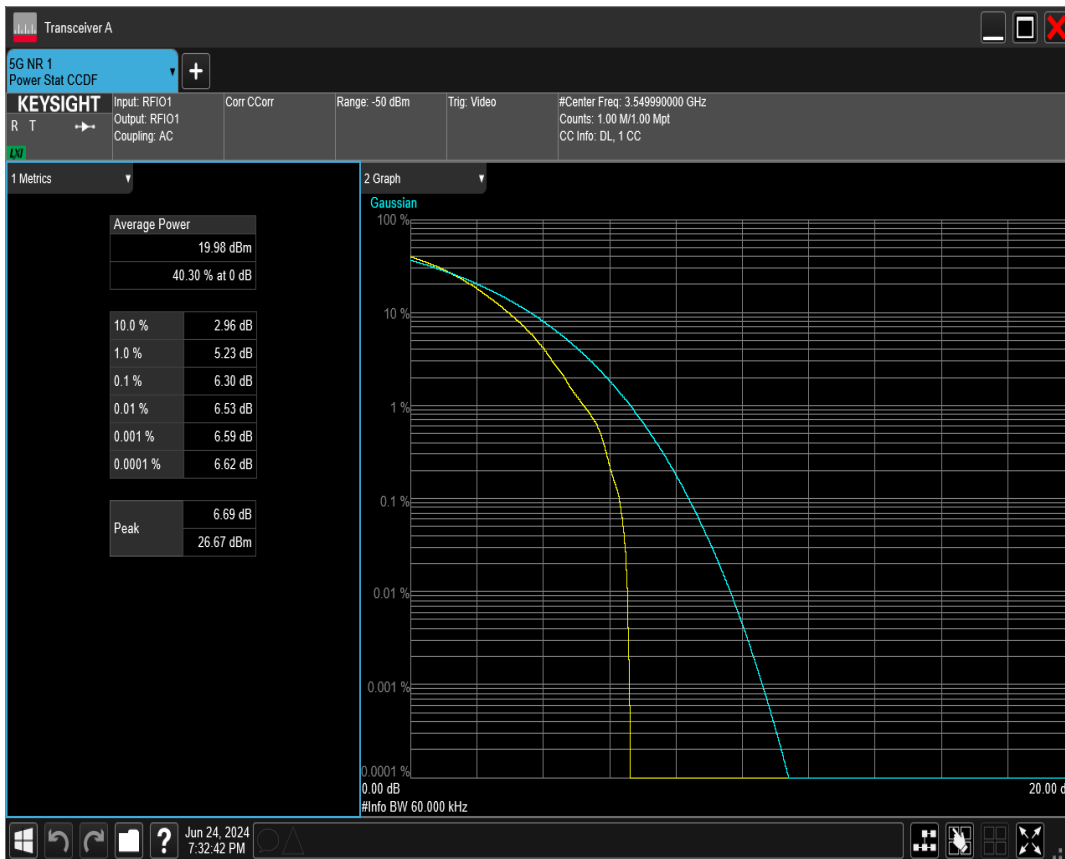 Transceiver A
5G NR 1
Power Stat CCDF
+
KEYSIGHT
R T
LXI
Input: RFIO1
Output: RFIO1
Coupling: AC
Corr CCorr
Range: -50 dBm
Trig: Video
#Center Freq: 3.549990000 GHz
Counts: 1.00 M/1.00 Mpt
CC Info: DL, 1 CC
1 Metrics
Average Power
19.98 dBm
40.30 % at 0 dB
10.0 % 2.96 dB
1.0 % 5.23 dB
0.1 % 6.30 dB
0.01 % 6.53 dB
0.001 % 6.59 dB
0.0001 % 6.62 dB
Peak
6.69 dB
26.67 dBm
2 Graph
Gaussian
100 %
10 %
1 %
0.1 %
0.01 %
0.001 %
0.0001 %
0.00 dB
20.00 d
#Info BW 60.000 kHz
?
Jun 24, 2024
7:32:42 PM